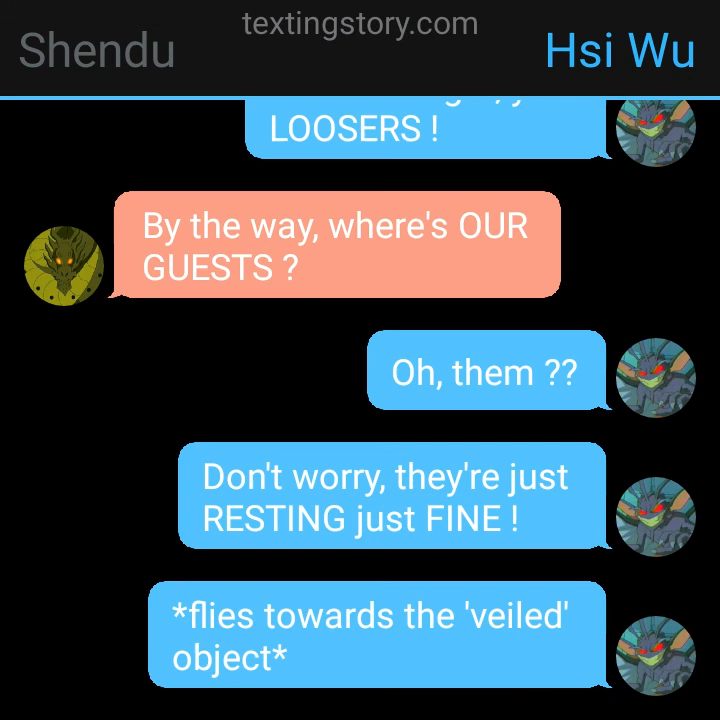 textingstory.com
Shendu
Hsi Wu
LOOSERS !
By the way, where's OUR
GUESTS ?
Oh, them ??
Don't worry, they're just
RESTING just FINE !
*flies towards the 'veiled'
object*